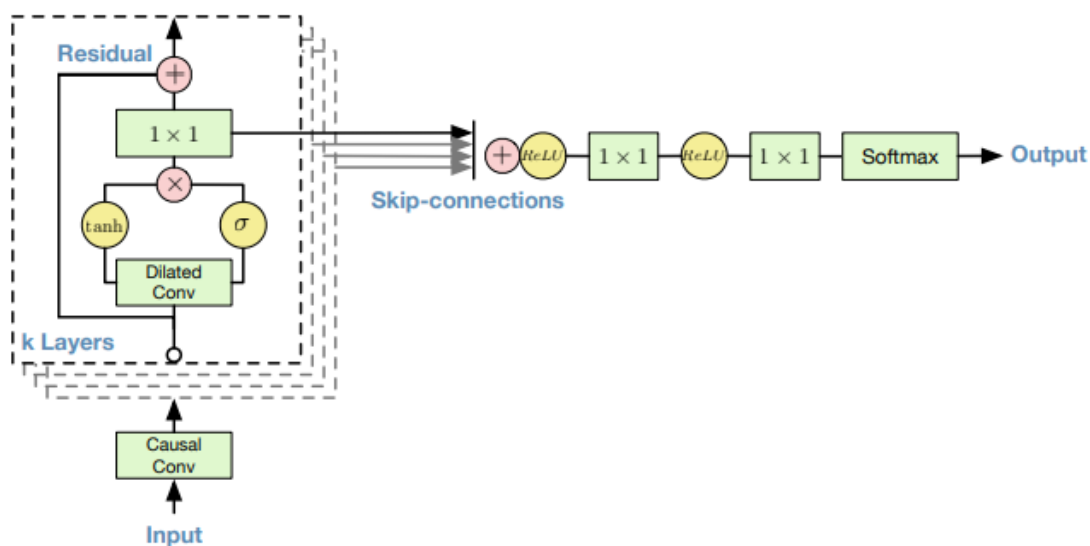 Residual
+
1 × 1
×
tanh
σ
Dilated
Conv
k Layers
Causal
Conv
Input
+
ReLU
1 × 1
ReLU
1 × 1
Softmax
Output
Skip-connections